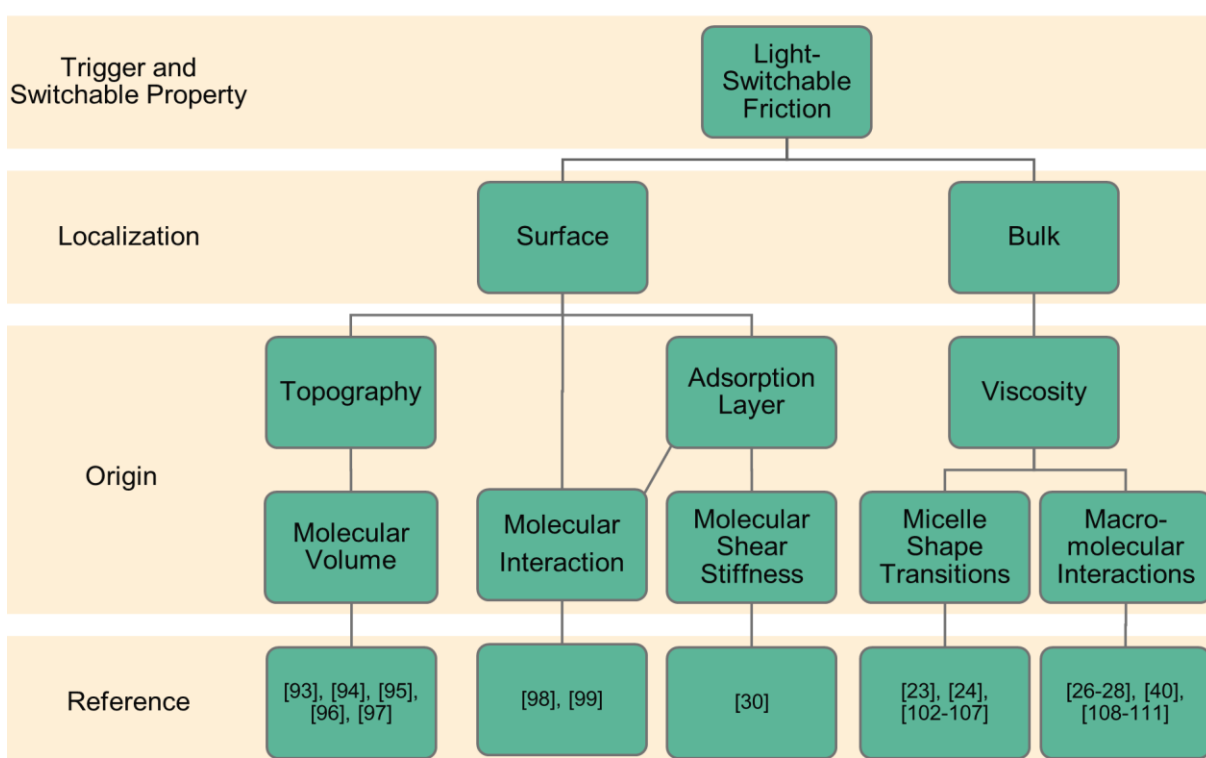 Trigger and
Switchable Property
Light-
Switchable
Friction
Localization
Surface
Bulk
Origin
Topography
Adsorption
Layer
Viscosity
Molecular
Volume
Molecular
Interaction
Molecular
Shear
Stiffness
Micelle
Shape
Transitions
Macro-
molecular
Interactions
Reference
[93], [94], [95],
[96], [97]
[98], [99]
[30]
[23], [24],
[102-107]
[26-28], [40],
[108-111]